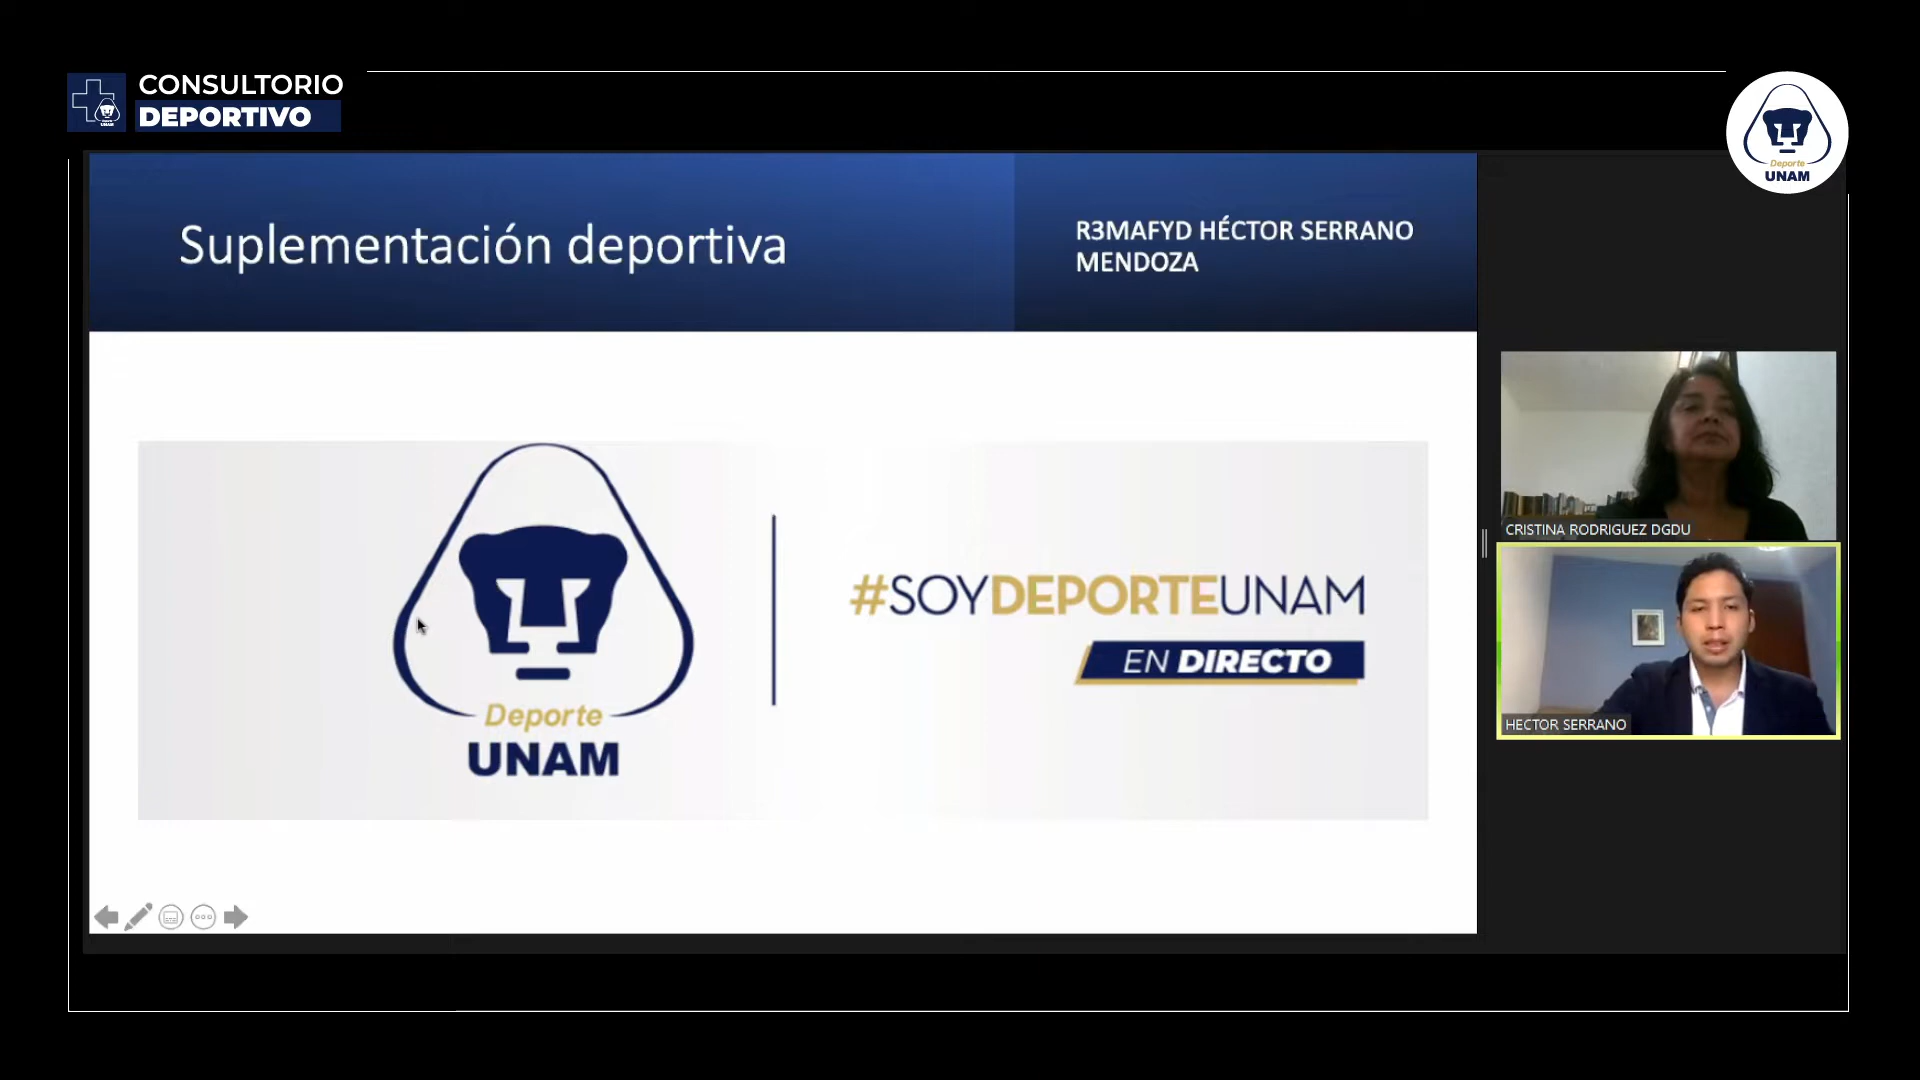 CONSULTORIO
DEPORTIVO
Deporte
UNAM
Suplementación deportiva
R3MAFYD HÉCTOR SERRANO
MENDOZA
Deporte
UNAM
#SOYDEPORTEUNAM
EN DIRECTO
CRISTINA RODRIGUEZ DGDU
HECTOR SERRANO